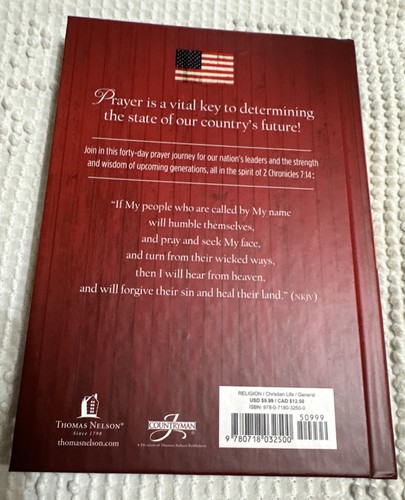 Prayer is a vital key to determining
the state of our country's future!
Join in this forty-day prayer journey for our nation's leaders and the strength
and wisdom of upcoming generations, all in the spirit of 2 Chronicles 7:14:
"If My people who are called by My name
will humble themselves,
and pray and seek My face,
and turn from their wicked ways,
then I will hear from heaven,
and will forgive their sin and heal their land." (NKJV)
RELIGION / Christian Life / General
USD $9.99 / CAD $12.50
ISBN: 978-0-7180-3250-0
50999
9 780718 032500
THOMAS NELSON®
Since 1798
thomasnelson.com
J
COUNTRYMAN
A Division of Thomas Nelson Publishers